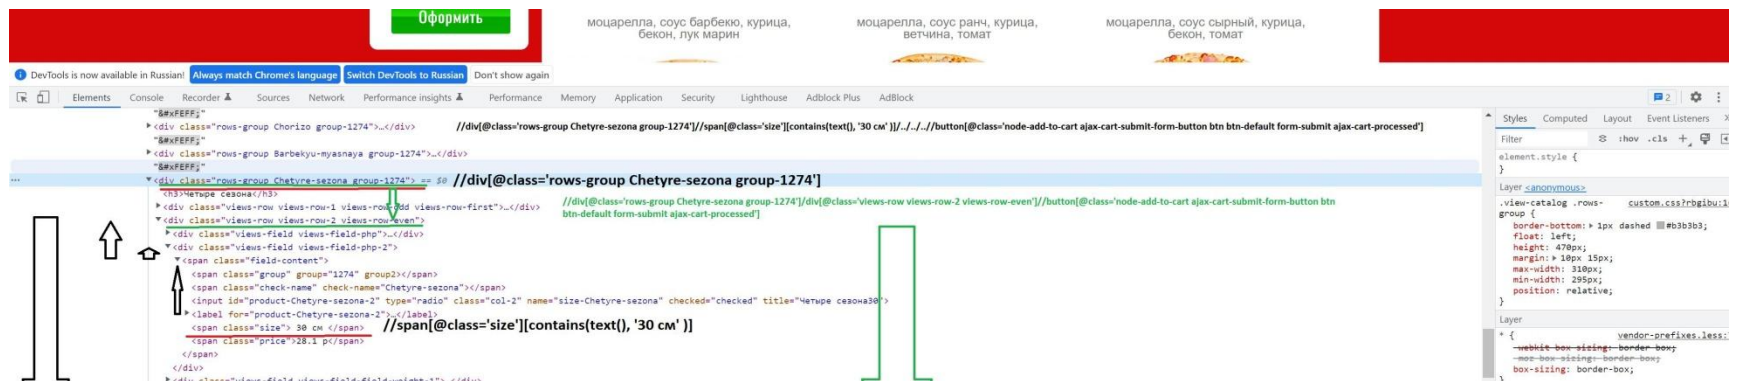 Оформить
моцарелла, соус барбекю, курица,
бекон, лук марин
моцарелла, соус ранч, курица,
ветчина, томат
моцарелла, соус сырный, курица,
бекон, томат
DevTools is now available in Russian! Always match Chrome's language Switch DevTools to Russian Don't show again
Elements Console Recorder Sources Network Performance insights Performance Memory Application Security Lighthouse Adblock Plus AdBlock 2
"&#xFEFF;"
<div class="rows-group Chorizo group-1274">…</div> //div[@class='rows-group Chetyre-sezona group-1274']//span[@class='size'][contains(text(), '30 см' )]/../../..//button[@class='node-add-to-cart ajax-cart-submit-form-button btn btn-default form-submit ajax-cart-processed']
"&#xFEFF;"
<div class="rows-group Barbekyu-myasnaya group-1274">…</div>
"&#xFEFF;"
<div class="rows-group Chetyre-sezona group-1274"> == $0 //div[@class='rows-group Chetyre-sezona group-1274']
<h3>Четыре сезона</h3>
<div class="views-row views-row-1 views-row-odd views-row-first">…</div>
//div[@class='rows-group Chetyre-sezona group-1274']/div[@class='views-row views-row-2 views-row-even']//button[@class='node-add-to-cart ajax-cart-submit-form-button btn
btn-default form-submit ajax-cart-processed']
<div class="views-row views-row-2 views-row-even">
<div class="views-field views-field-php">…</div>
<div class="views-field views-field-php-2">
<span class="field-content">
<span class="group" group="1274" group2></span>
<span class="check-name" check-name="Chetyre-sezona"></span>
<input id="product-Chetyre-sezona-2" type="radio" class="col-2" name="size-Chetyre-sezona" checked="checked" title="Четыре сезона30">
<label for="product-Chetyre-sezona-2">…</label>
<span class="size"> 30 см </span> //span[@class='size'][contains(text(), '30 см' )]
<span class="price">28.1 р</span>
</span>
</div>
<div class="views-field views-field-field-weight-1">…</div>
Styles Computed Layout Event Listeners
Filter :hov .cls
element.style {
}
Layer <anonymous>
.view-catalog .rows- custom.css?rbgibu:1
group {
border-bottom: 1px dashed #b3b3b3;
float: left;
height: 470px;
margin: 10px 15px;
max-width: 310px;
min-width: 295px;
position: relative;
}
Layer
* { vendor-prefixes.less:
-webkit-box-sizing: border-box;
-moz-box-sizing: border-box;
box-sizing: border-box;
}